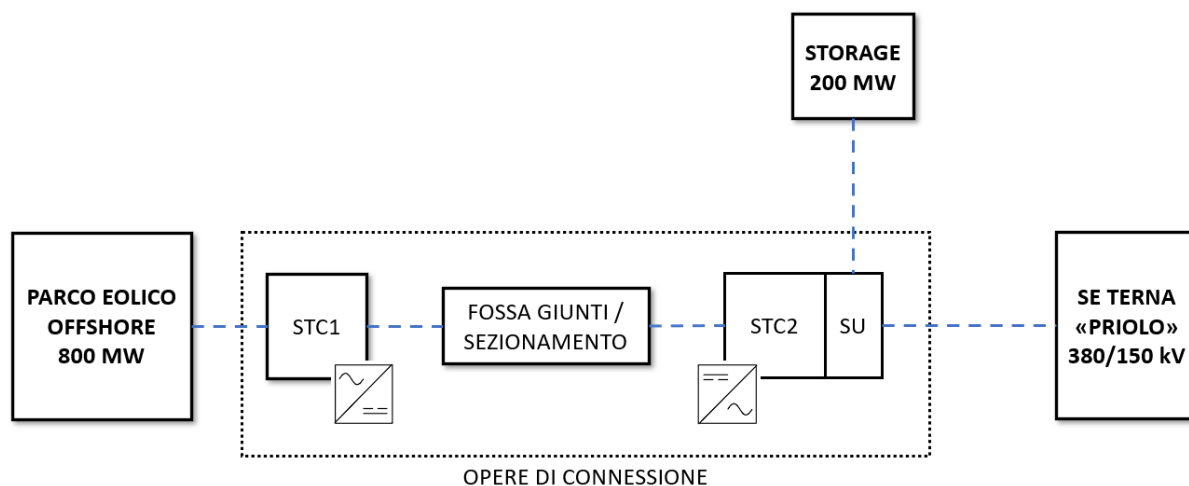 STORAGE
200 MW
PARCO EOLICO
OFFSHORE
800 MW
STC1
FOSSA GIUNTI /
SEZIONAMENTO
STC2
SU
SE TERNA
«PRIOLO»
380/150 kV
OPERE DI CONNESSIONE